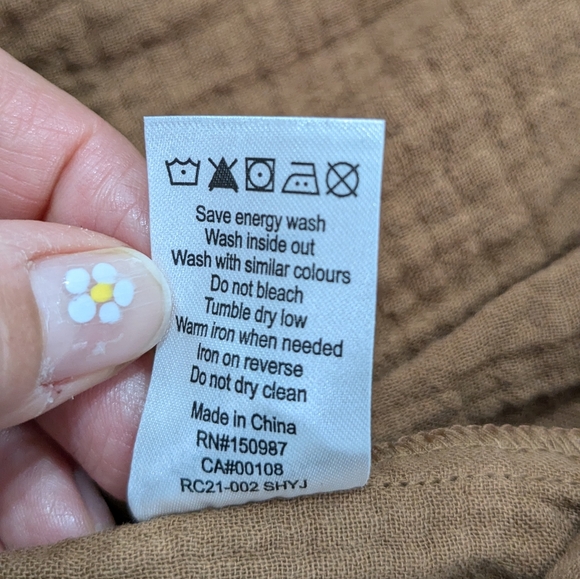 Save energy wash
Wash inside out
Wash with similar colours
Do not bleach
Tumble dry low
Warm iron when needed
Iron on reverse
Do not dry clean
Made in China
RN#150987
CA#00108
RC21-002 SHYJ